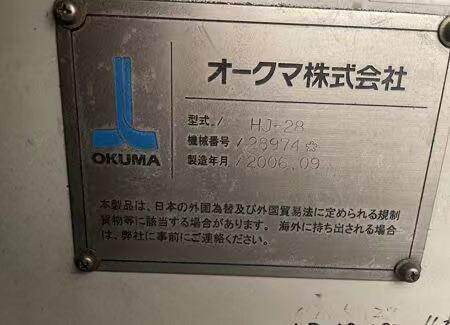 オークマ株式会社
OKUMA
型式 / HJ-28
機械番号 / 28974
製造年月 / 2006.09
本製品は、日本の外国為替及び外国貿易法に定められる規制
貨物等に該当する場合があります。海外に持ち出される場合
は、弊社に事前にご連絡ください。